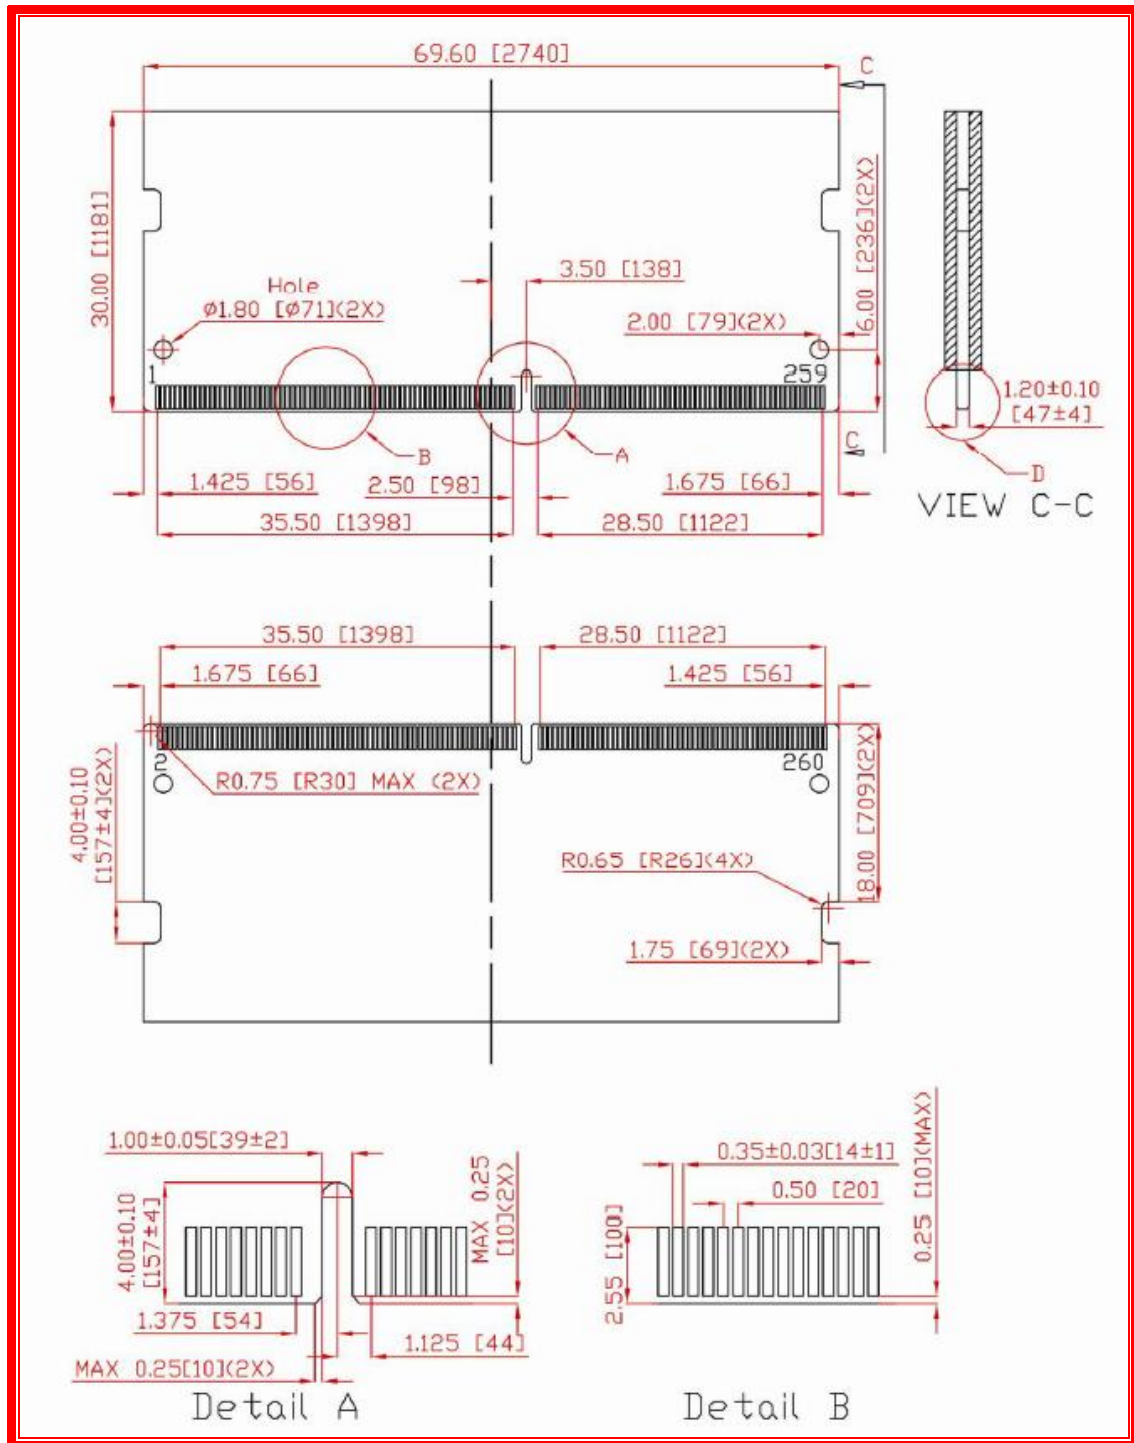 69.60 [2740]
C
30.00 [1181]
6.00 [236](2X)
3.50 [138]
Hole
Ø1.80 [Ø71](2X)
2.00 [79](2X)
1
259
1.20±0.10
[47±4]
B
A
C
D
1.425 [56]
2.50 [98]
1.675 [66]
VIEW C-C
35.50 [1398]
28.50 [1122]
35.50 [1398]
28.50 [1122]
1.675 [66]
1.425 [56]
2
260
R0.75 [R30] MAX (2X)
4.00±0.10
[157±4](2X)
18.00 [709](2X)
R0.65 [R26](4X)
1.75 [69](2X)
1.00±0.05[39±2]
4.00±0.10
[157±4]
MAX 0.25
[10](2X)
1.375 [54]
1.125 [44]
MAX 0.25[10](2X)
Detail A
0.35±0.03[14±1]
0.50 [20]
2.55 [100]
0.25 [10](MAX)
Detail B